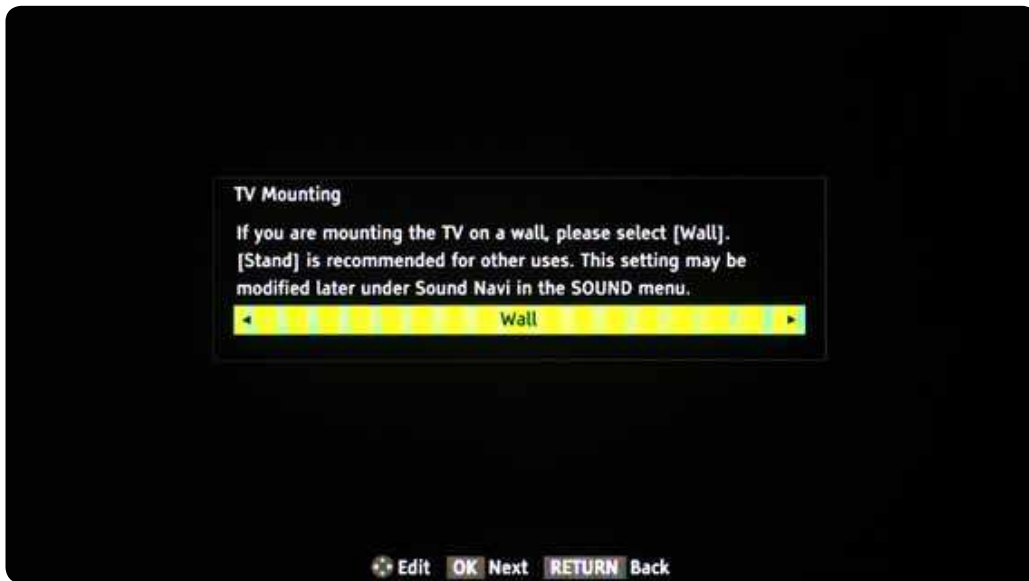 TV Mounting
If you are mounting the TV on a wall, please select [Wall].
[Stand] is recommended for other uses. This setting may be
modified later under Sound Navi in the SOUND menu.
Wall
Edit OK Next RETURN Back